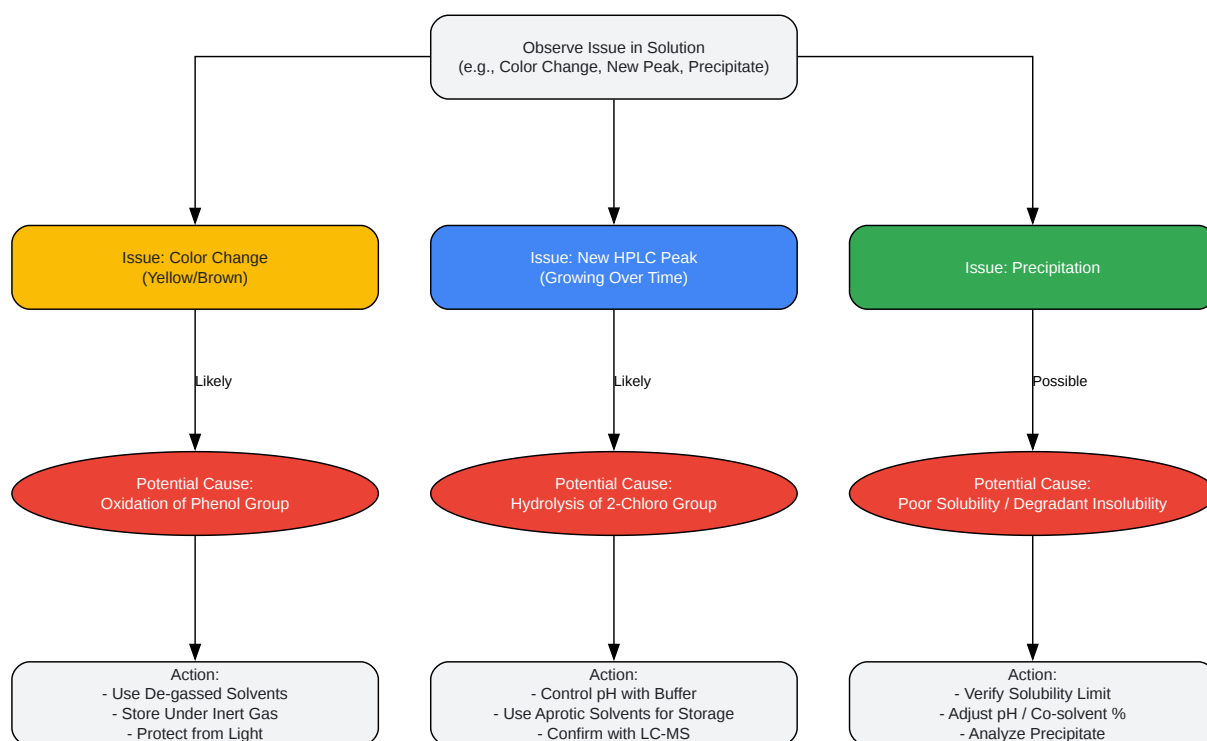 Observe Issue in Solution
(e.g., Color Change, New Peak, Precipitate)
Issue: Color Change
(Yellow/Brown)
Issue: New HPLC Peak
(Growing Over Time)
Issue: Precipitation
Likely
Likely
Possible
Potential Cause:
Oxidation of Phenol Group
Potential Cause:
Hydrolysis of 2-Chloro Group
Potential Cause:
Poor Solubility / Degradant Insolubility
Action:
- Use De-gassed Solvents
- Store Under Inert Gas
- Protect from Light
Action:
- Control pH with Buffer
- Use Aprotic Solvents for Storage
- Confirm with LC-MS
Action:
- Verify Solubility Limit
- Adjust pH / Co-solvent %
- Analyze Precipitate